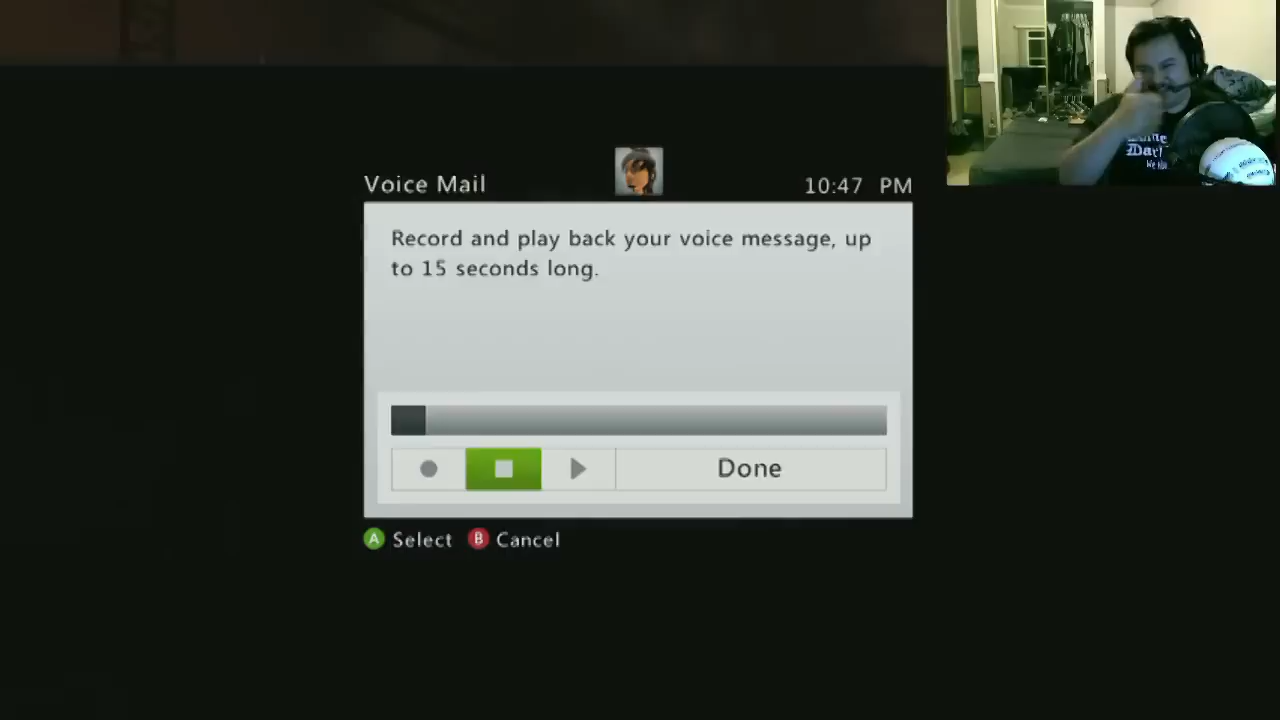 Voice Mail
10:47 PM
Record and play back your voice message, up
to 15 seconds long.
Done
A Select B Cancel